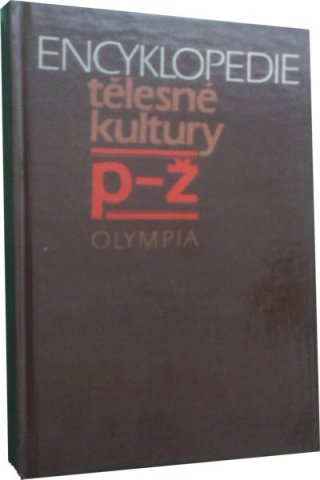 ENCYKLOPEDIE
tělesné
kultury
p-ž
OLYMPIA